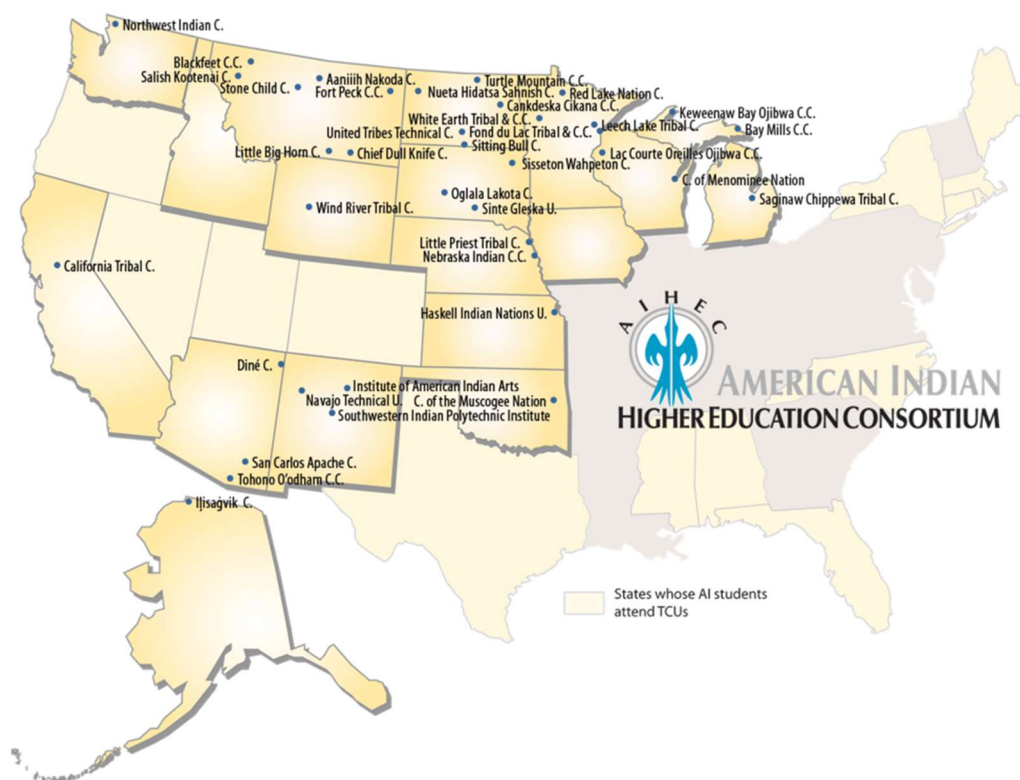 Northwest Indian C.
Blackfeet C.C.
Salish Kootenai C.
Stone Child C.
Aaniiih Nakoda C.
Fort Peck C.C.
Turtle Mountain C.C.
Nueta Hidatsa Sahnish C.
Red Lake Nation C.
Cankdeska Cikana C.C.
White Earth Tribal & C.C.
Leech Lake Tribal C.
Keweenaw Bay Ojibwa C.C.
Bay Mills C.C.
United Tribes Technical C.
Fond du Lac Tribal & C.C.
Sitting Bull C.
Little Big Horn C.
Chief Dull Knife C.
Lac Courte Oreilles Ojibwa C.C.
Sisseton Wahpeton C.
C. of Menominee Nation
Oglala Lakota C.
Saginaw Chippewa Tribal C.
Wind River Tribal C.
Sinte Gleska U.
Little Priest Tribal C.
Nebraska Indian C.C.
California Tribal C.
Haskell Indian Nations U.
AIHEC
AMERICAN INDIAN
HIGHER EDUCATION CONSORTIUM
Diné C.
Institute of American Indian Arts
Navajo Technical U.
C. of the Muscogee Nation
Southwestern Indian Polytechnic Institute
San Carlos Apache C.
Tohono O'odham C.C.
Iḷisaġvik C.
States whose AI students
attend TCUs